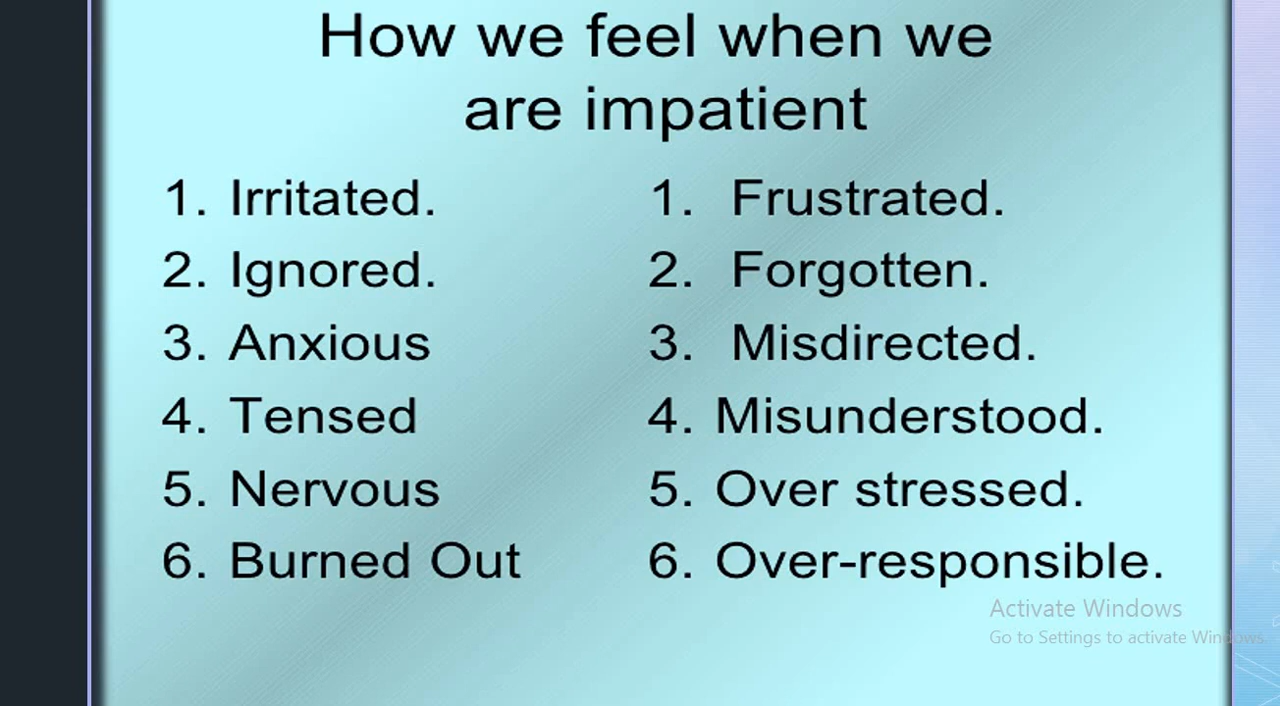 How we feel when we
are impatient
1. Irritated.
2. Ignored.
3. Anxious
4. Tensed
5. Nervous
6. Burned Out
1. Frustrated.
2. Forgotten.
3. Misdirected.
4. Misunderstood.
5. Over stressed.
6. Over-responsible.
Activate Windows
Go to Settings to activate Windows